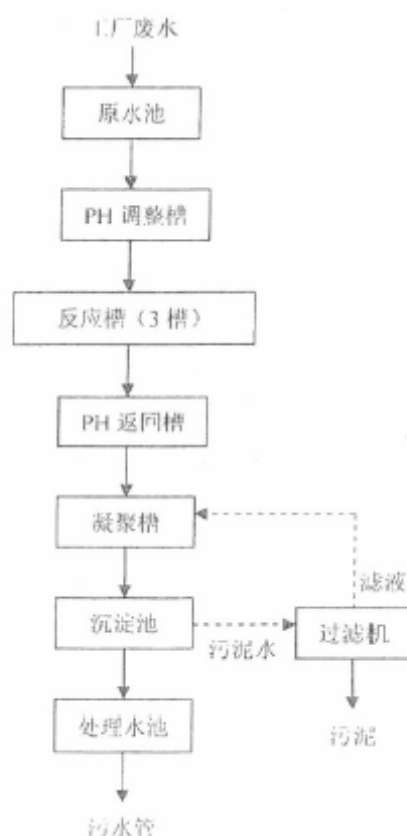 工厂废水
原水池
PH 调整槽
反应槽（3 槽）
PH 返回槽
凝聚槽
滤液
沉淀池
污泥水
过滤机
处理水池
污泥
污水管